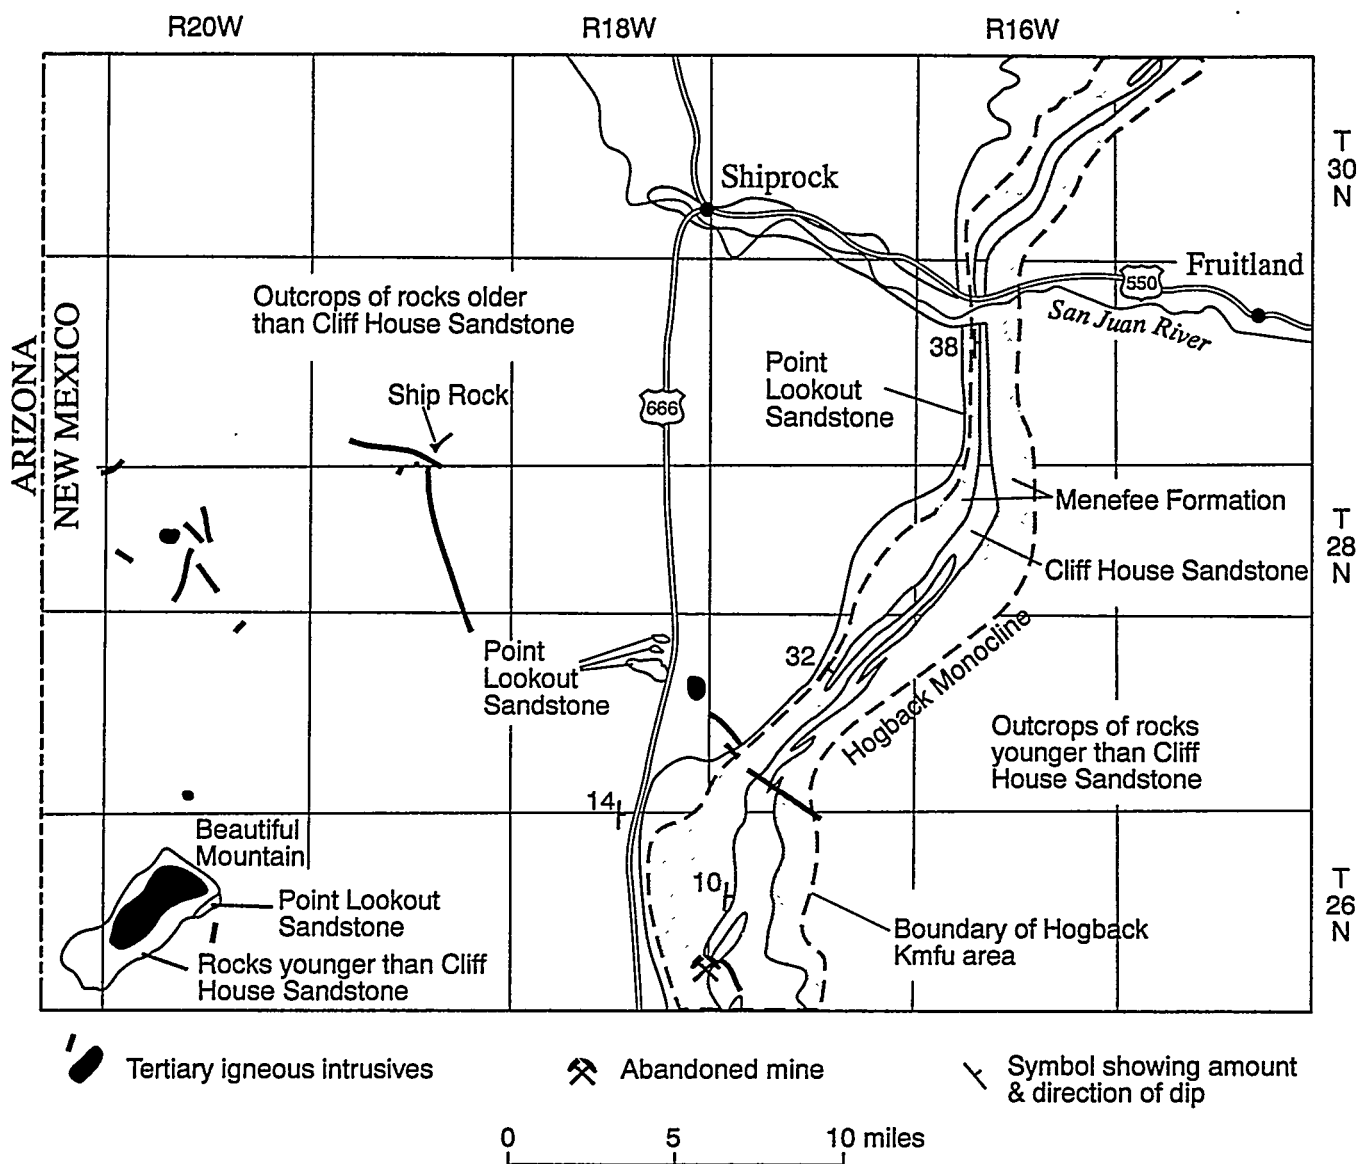 R20W
R18W
R16W
T
30
N
Shiprock
Fruitland
550
San Juan River
Outcrops of rocks older
than Cliff House Sandstone
ARIZONA
NEW MEXICO
38
Point
Lookout
Sandstone
Ship Rock
666
Menefee Formation
T
28
N
Cliff House Sandstone
32
Point
Lookout
Sandstone
Hogback Monocline
Outcrops of rocks
younger than Cliff
House Sandstone
14
Beautiful
Mountain
10
T
26
N
Point Lookout
Sandstone
Boundary of Hogback
Kmfu area
Rocks younger than Cliff
House Sandstone
Tertiary igneous intrusives
Abandoned mine
Symbol showing amount
& direction of dip
0 5 10 miles